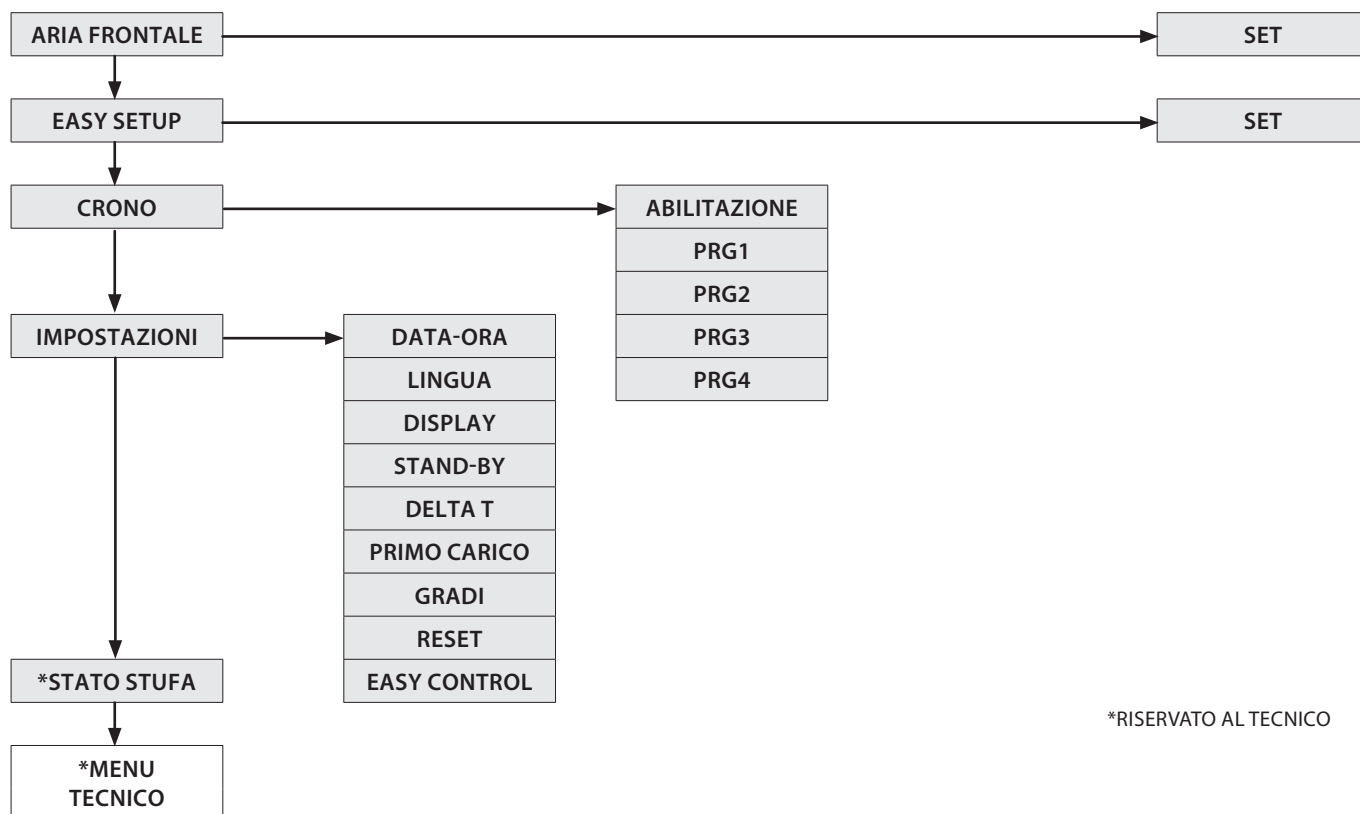 ARIA FRONTALE
SET
EASY SETUP
SET
CRONO
ABILITAZIONE
PRG1
PRG2
PRG3
PRG4
IMPOSTAZIONI
DATA-ORA
LINGUA
DISPLAY
STAND-BY
DELTA T
PRIMO CARICO
GRADI
RESET
EASY CONTROL
*STATO STUFA
*MENU
TECNICO
*RISERVATO AL TECNICO